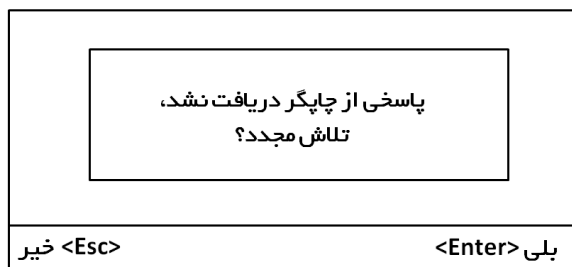 پاسخی از چاپگر دریافت نشد،
تلاش مجدد؟
بلی <Enter>
<Esc> خیر